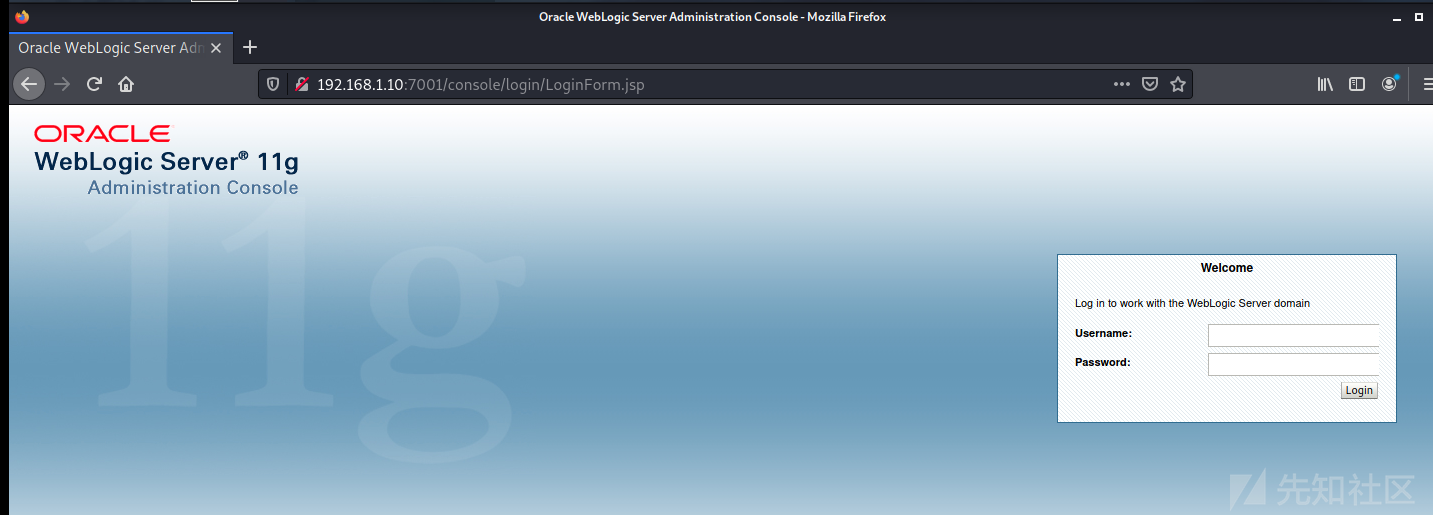 Oracle WebLogic Server Administration Console - Mozilla Firefox
Oracle WebLogic Server Adn
192.168.1.10:7001/console/login/LoginForm.jsp
ORACLE
WebLogic Server® 11g
Administration Console
11g
Welcome
Log in to work with the WebLogic Server domain
Username:
Password:
Login
先知社区